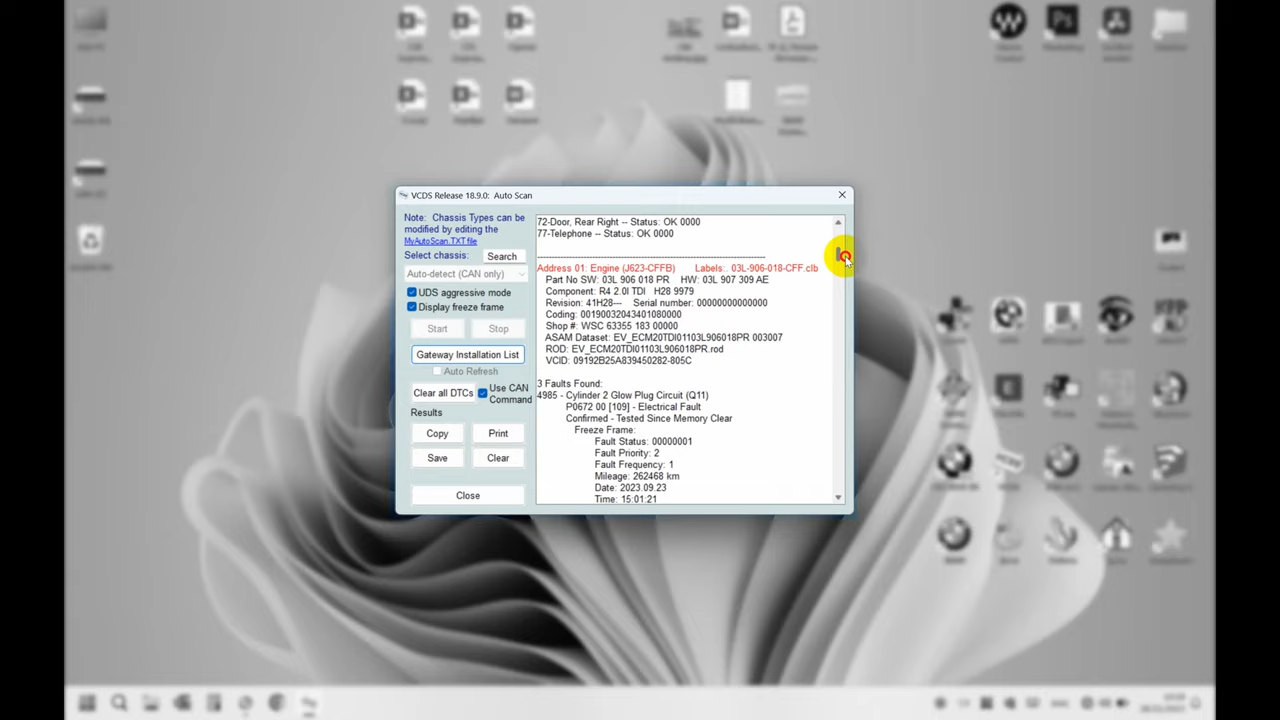 VCDS Release 18.9.0: Auto Scan
Note: Chassis Types can be
modified by editing the
MyAutoScan.TXT file
Select chassis:
Search
Auto-detect (CAN only)
UDS aggressive mode
Display freeze frame
Start
Stop
Gateway Installation List
Auto Refresh
Clear all DTCs
Use CAN
Command
Results
Copy
Print
Save
Clear
Close
72-Door, Rear Right -- Status: OK 0000
77-Telephone -- Status: OK 0000
-------------------------------------------------------------------------------
Address 01: Engine (J623-CFFB) Labels:. 03L-906-018-CFF.clb
Part No SW: 03L 906 018 PR HW: 03L 907 309 AE
Component: R4 2.0l TDI H28 9979
Revision: 41H28--- Serial number: 00000000000000
Coding: 00190032043401080000
Shop #: WSC 63355 183 00000
ASAM Dataset: EV_ECM20TDI01103L906018PR 003007
ROD: EV_ECM20TDI01103L906018PR.rod
VCID: 09192B25A839450282-805C
3 Faults Found:
4985 - Cylinder 2 Glow Plug Circuit (Q11)
P0672 00 [109] - Electrical Fault
Confirmed - Tested Since Memory Clear
Freeze Frame:
Fault Status: 00000001
Fault Priority: 2
Fault Frequency: 1
Mileage: 262468 km
Date: 2023.09.23
Time: 15:01:21